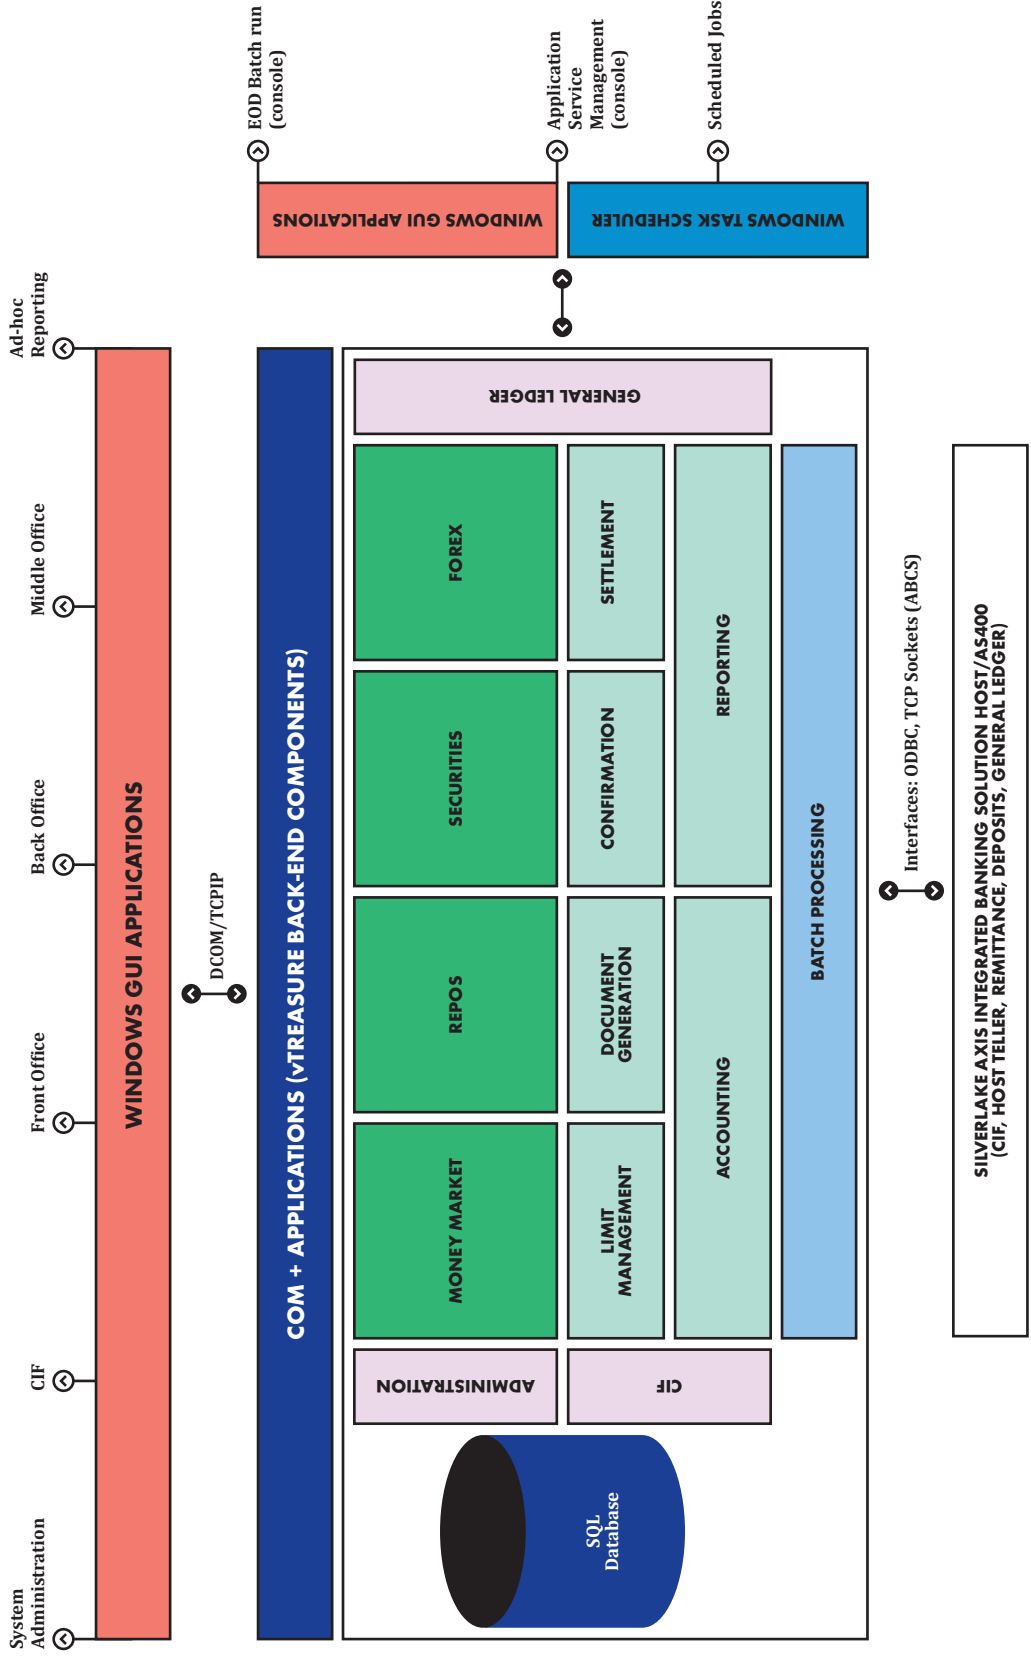 System
Administration
CIF
Front Office
Back Office
Middle Office
Ad-hoc
Reporting
WINDOWS GUI APPLICATIONS
DCOM/TCPIP
COM + APPLICATIONS (vTREASURE BACK-END COMPONENTS)
SQL
Database
ADMINISTRATION
CIF
MONEY MARKET
REPOS
SECURITIES
FOREX
LIMIT
MANAGEMENT
DOCUMENT
GENERATION
CONFIRMATION
SETTLEMENT
ACCOUNTING
REPORTING
BATCH PROCESSING
GENERAL LEDGER
WINDOWS GUI APPLICATIONS
WINDOWS TASK SCHEDULER
EOD Batch run
(console)
Application
Service
Management
(console)
Scheduled Jobs
Interfaces: ODBC, TCP Sockets (ABCS)
SILVERLAKE AXIS INTEGRATED BANKING SOLUTION HOST/AS400
(CIF, HOST TELLER, REMITTANCE, DEPOSITS, GENERAL LEDGER)